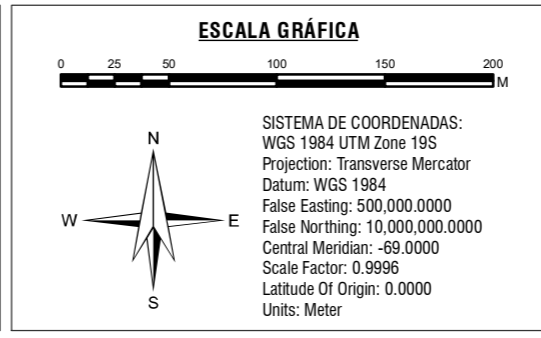 ESCALA GRÁFICA
0 25 50 100 150 200
M
N
W E
S
SISTEMA DE COORDENADAS:
WGS 1984 UTM Zone 19S
Projection: Transverse Mercator
Datum: WGS 1984
False Easting: 500,000.0000
False Northing: 10,000,000.0000
Central Meridian: -69.0000
Scale Factor: 0.9996
Latitude Of Origin: 0.0000
Units: Meter